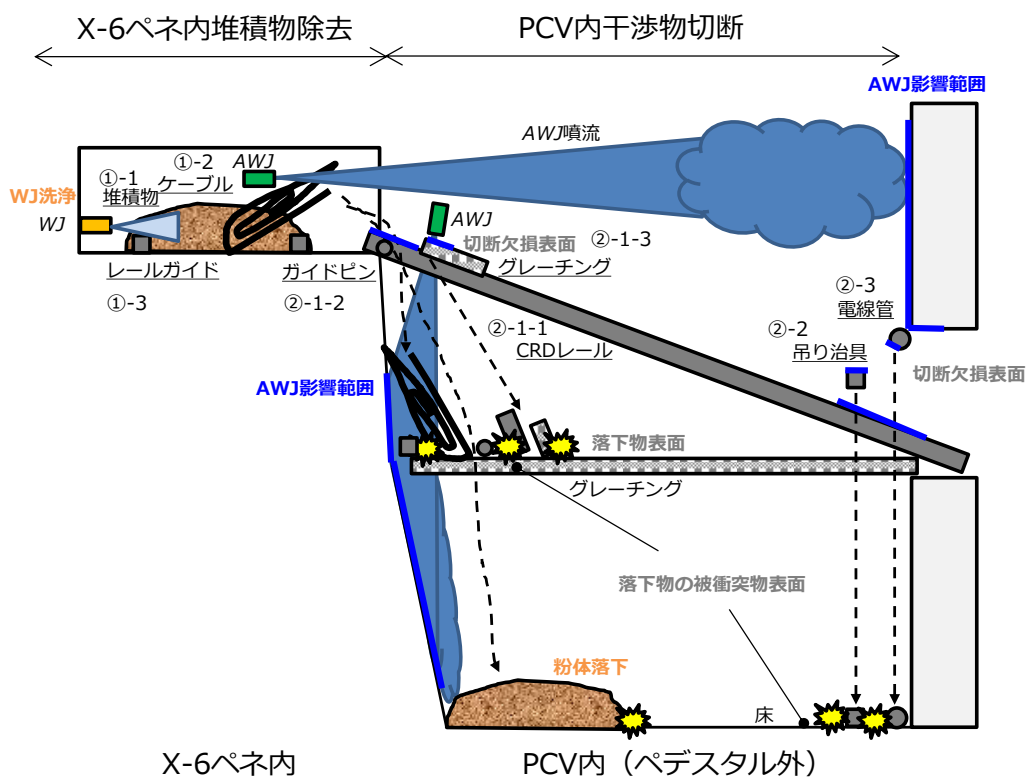 X-6ペネ内堆積物除去
PCV内干渉物切断
AWJ影響範囲
AWJ噴流
①-2
AWJ
①-1
ケーブル
堆積物
WJ洗浄
WJ
AWJ
切断欠損表面
②-1-3
グレーチング
レールガイド
ガイドピン
①-3
②-1-2
②-3
電線管
②-1-1
CRDレール
②-2
吊り治具
切断欠損表面
AWJ影響範囲
落下物表面
グレーチング
落下物の被衝突物表面
粉体落下
床
X-6ペネ内
PCV内（ペデスタル外）